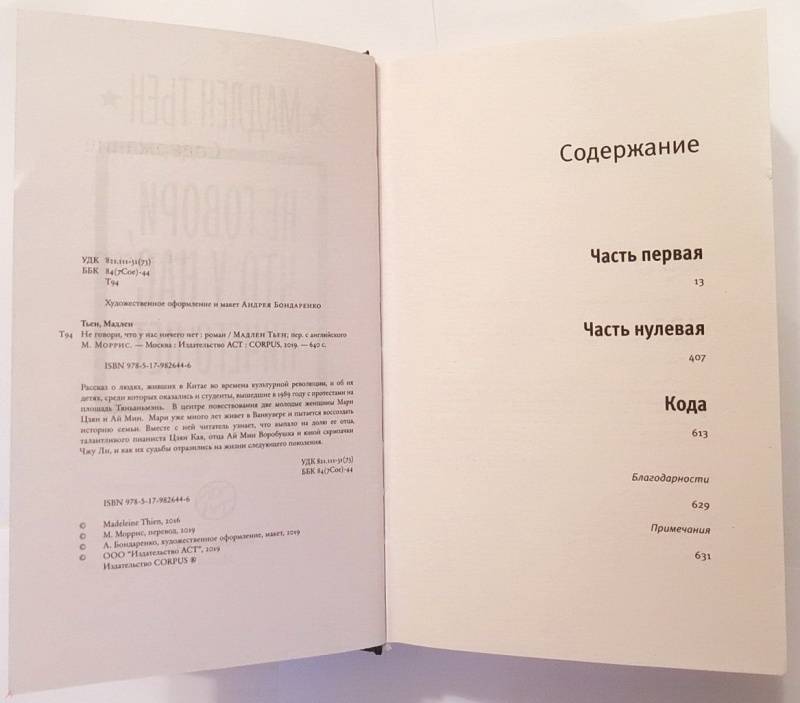 УДК 821.111-31(73)
ББК 84(7Сое)-44
Т94
Художественное оформление и макет Андрея Бондаренко
Тьен, Мадлен
Т94 Не говори, что у нас ничего нет : роман / Мадлен Тьен; пер. с английского
М. Моррис. — Москва : Издательство АСТ : CORPUS, 2019. — 640 с.
ISBN 978-5-17-982644-6
Рассказ о людях, живших в Китае во времена культурной революции, и об их
детях, среди которых оказались и студенты, вышедшие в 1989 году с протестами на
площадь Тяньаньмэнь. В центре повествования две молодые женщины Мари
Цзян и Ай Мин. Мари уже много лет живет в Ванкувере и пытается воссоздать
историю семьи. Вместе с ней читатель узнает, что выпало на долю ее отца,
талантливого пианиста Цзян Кая, отца Ай Мин Воробушка и юной скрипачки
Чжу Ли, и как их судьбы отразились на жизни следующего поколения.
УДК 821.111-31(73)
ББК 84(7Сое)-44
ISBN 978-5-17-982644-6
© Madeleine Thien, 2016
© М. Моррис, перевод, 2019
© А. Бондаренко, художественное оформление, макет, 2019
© ООО "Издательство АСТ", 2019
Издательство CORPUS ®
Содержание
Часть первая
13
Часть нулевая
407
Кода
613
Благодарности
629
Примечания
631